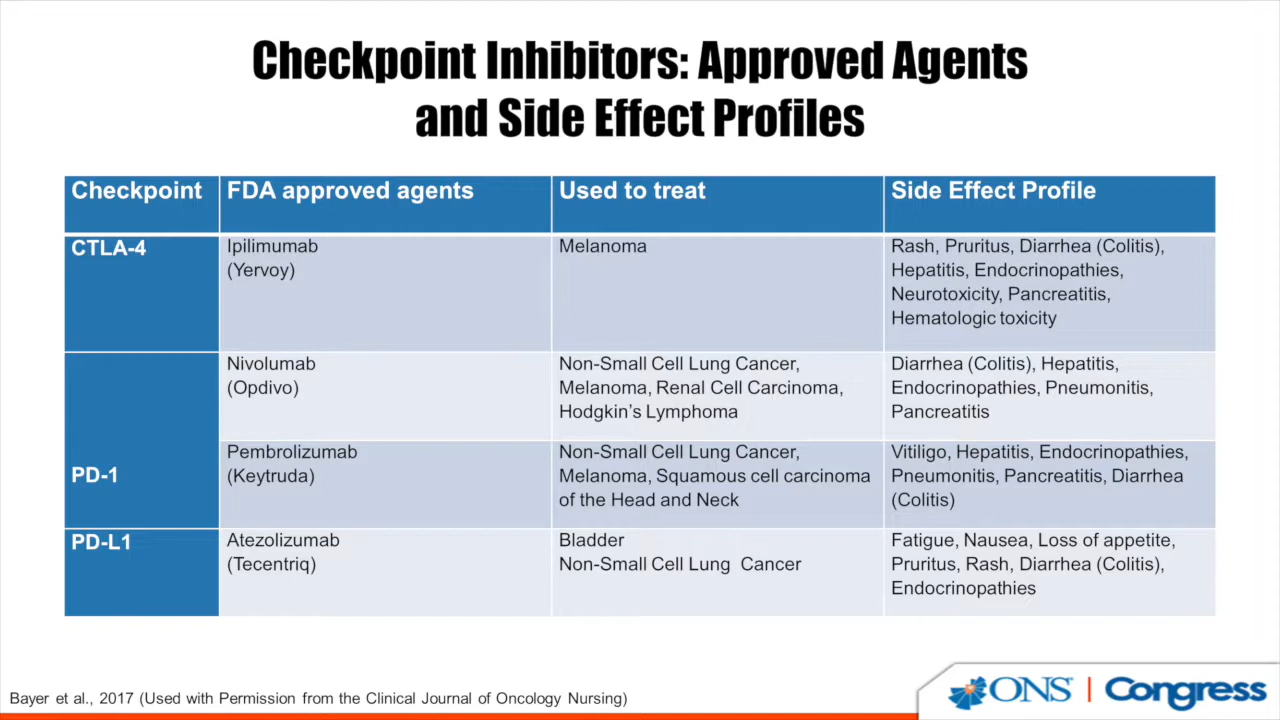 Checkpoint Inhibitors: Approved Agents
and Side Effect Profiles
Checkpoint
FDA approved agents
Used to treat
Side Effect Profile
CTLA-4
Ipilimumab
(Yervoy)
Melanoma
Rash, Pruritus, Diarrhea (Colitis),
Hepatitis, Endocrinopathies,
Neurotoxicity, Pancreatitis,
Hematologic toxicity
PD-1
Nivolumab
(Opdivo)
Non-Small Cell Lung Cancer,
Melanoma, Renal Cell Carcinoma,
Hodgkin's Lymphoma
Diarrhea (Colitis), Hepatitis,
Endocrinopathies, Pneumonitis,
Pancreatitis
Pembrolizumab
(Keytruda)
Non-Small Cell Lung Cancer,
Melanoma, Squamous cell carcinoma
of the Head and Neck
Vitiligo, Hepatitis, Endocrinopathies,
Pneumonitis, Pancreatitis, Diarrhea
(Colitis)
PD-L1
Atezolizumab
(Tecentriq)
Bladder
Non-Small Cell Lung Cancer
Fatigue, Nausea, Loss of appetite,
Pruritus, Rash, Diarrhea (Colitis),
Endocrinopathies
Bayer et al., 2017 (Used with Permission from the Clinical Journal of Oncology Nursing)
ONS | Congress